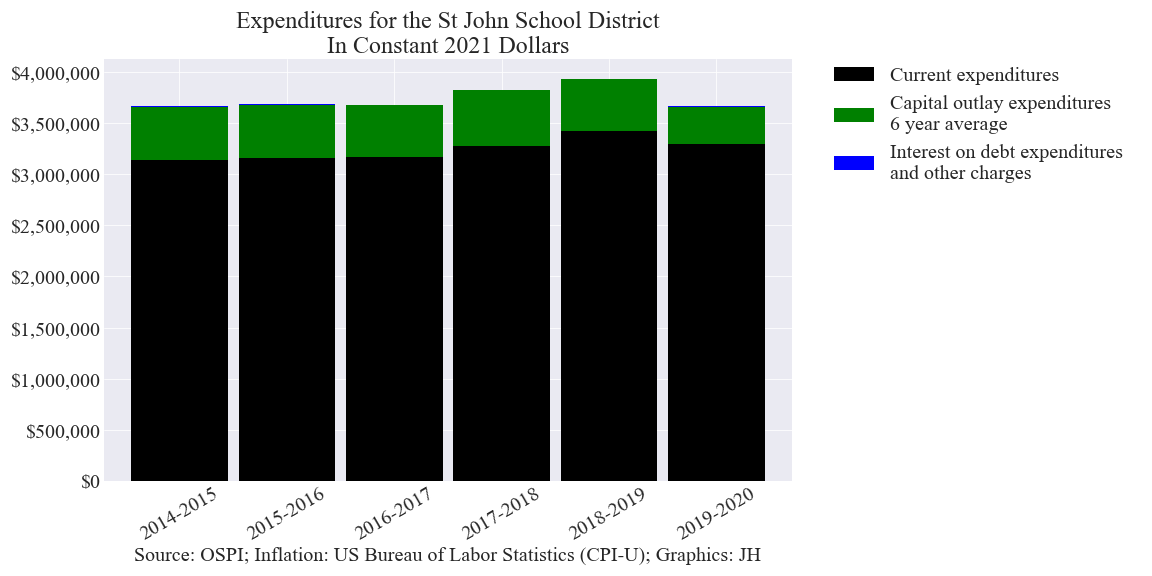 Expenditures for the St John School District
In Constant 2021 Dollars
$4,000,000
$3,500,000
$3,000,000
$2,500,000
$2,000,000
$1,500,000
$1,000,000
$500,000
$0
2014-2015
2015-2016
2016-2017
2017-2018
2018-2019
2019-2020
Source: OSPI; Inflation: US Bureau of Labor Statistics (CPI-U); Graphics: JH
Current expenditures
Capital outlay expenditures
6 year average
Interest on debt expenditures
and other charges